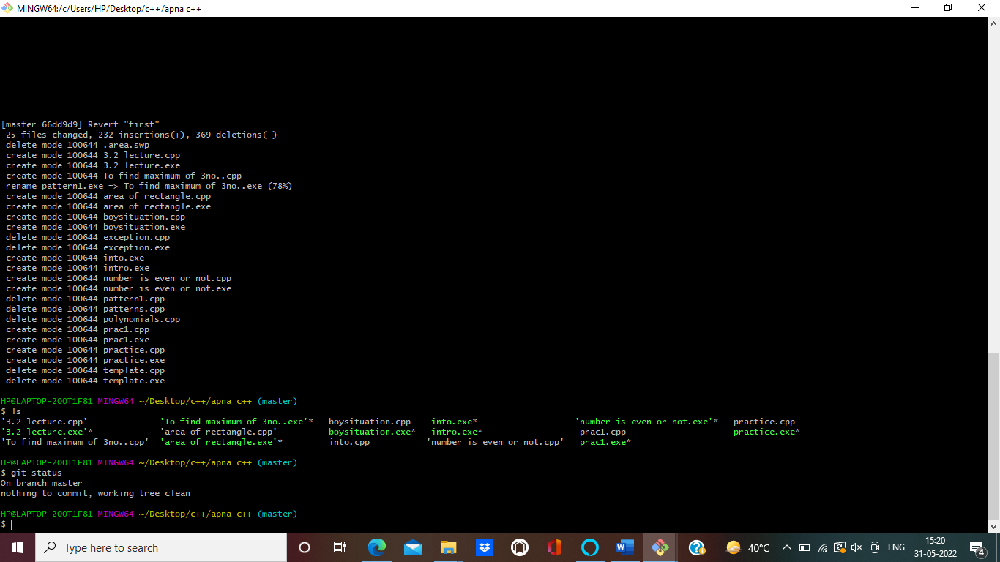 MINGW64:/c/Users/HP/Desktop/c++/apna c++
[master 66dd9d9] Revert "first"
 25 files changed, 232 insertions(+), 369 deletions(-)
 delete mode 100644 .area.swp
 create mode 100644 3.2 lecture.cpp
 create mode 100644 3.2 lecture.exe
 create mode 100644 To find maximum of 3no..cpp
 rename pattern1.exe => To find maximum of 3no..exe (78%)
 create mode 100644 area of rectangle.cpp
 create mode 100644 area of rectangle.exe
 create mode 100644 boysituation.cpp
 create mode 100644 boysituation.exe
 delete mode 100644 exception.cpp
 delete mode 100644 exception.exe
 create mode 100644 into.exe
 create mode 100644 intro.exe
 create mode 100644 number is even or not.cpp
 create mode 100644 number is even or not.exe
 delete mode 100644 pattern1.cpp
 delete mode 100644 patterns.cpp
 delete mode 100644 polynomials.cpp
 create mode 100644 prac1.cpp
 create mode 100644 prac1.exe
 create mode 100644 practice.cpp
 create mode 100644 practice.exe
 delete mode 100644 template.cpp
 delete mode 100644 template.exe
HP@LAPTOP-2OOT1F81 MINGW64 ~/Desktop/c++/apna c++ (master)
$ ls
'3.2 lecture.cpp' 'To find maximum of 3no..exe'* boysituation.cpp into.exe* 'number is even or not.exe'* practice.cpp
'3.2 lecture.exe'* 'area of rectangle.cpp' boysituation.exe* intro.exe* prac1.cpp practice.exe*
'To find maximum of 3no..cpp' 'area of rectangle.exe'* into.cpp 'number is even or not.cpp' prac1.exe*
HP@LAPTOP-2OOT1F81 MINGW64 ~/Desktop/c++/apna c++ (master)
$ git status
On branch master
nothing to commit, working tree clean
HP@LAPTOP-2OOT1F81 MINGW64 ~/Desktop/c++/apna c++ (master)
$
Type here to search
40°C
ENG
15:20
31-05-2022
4